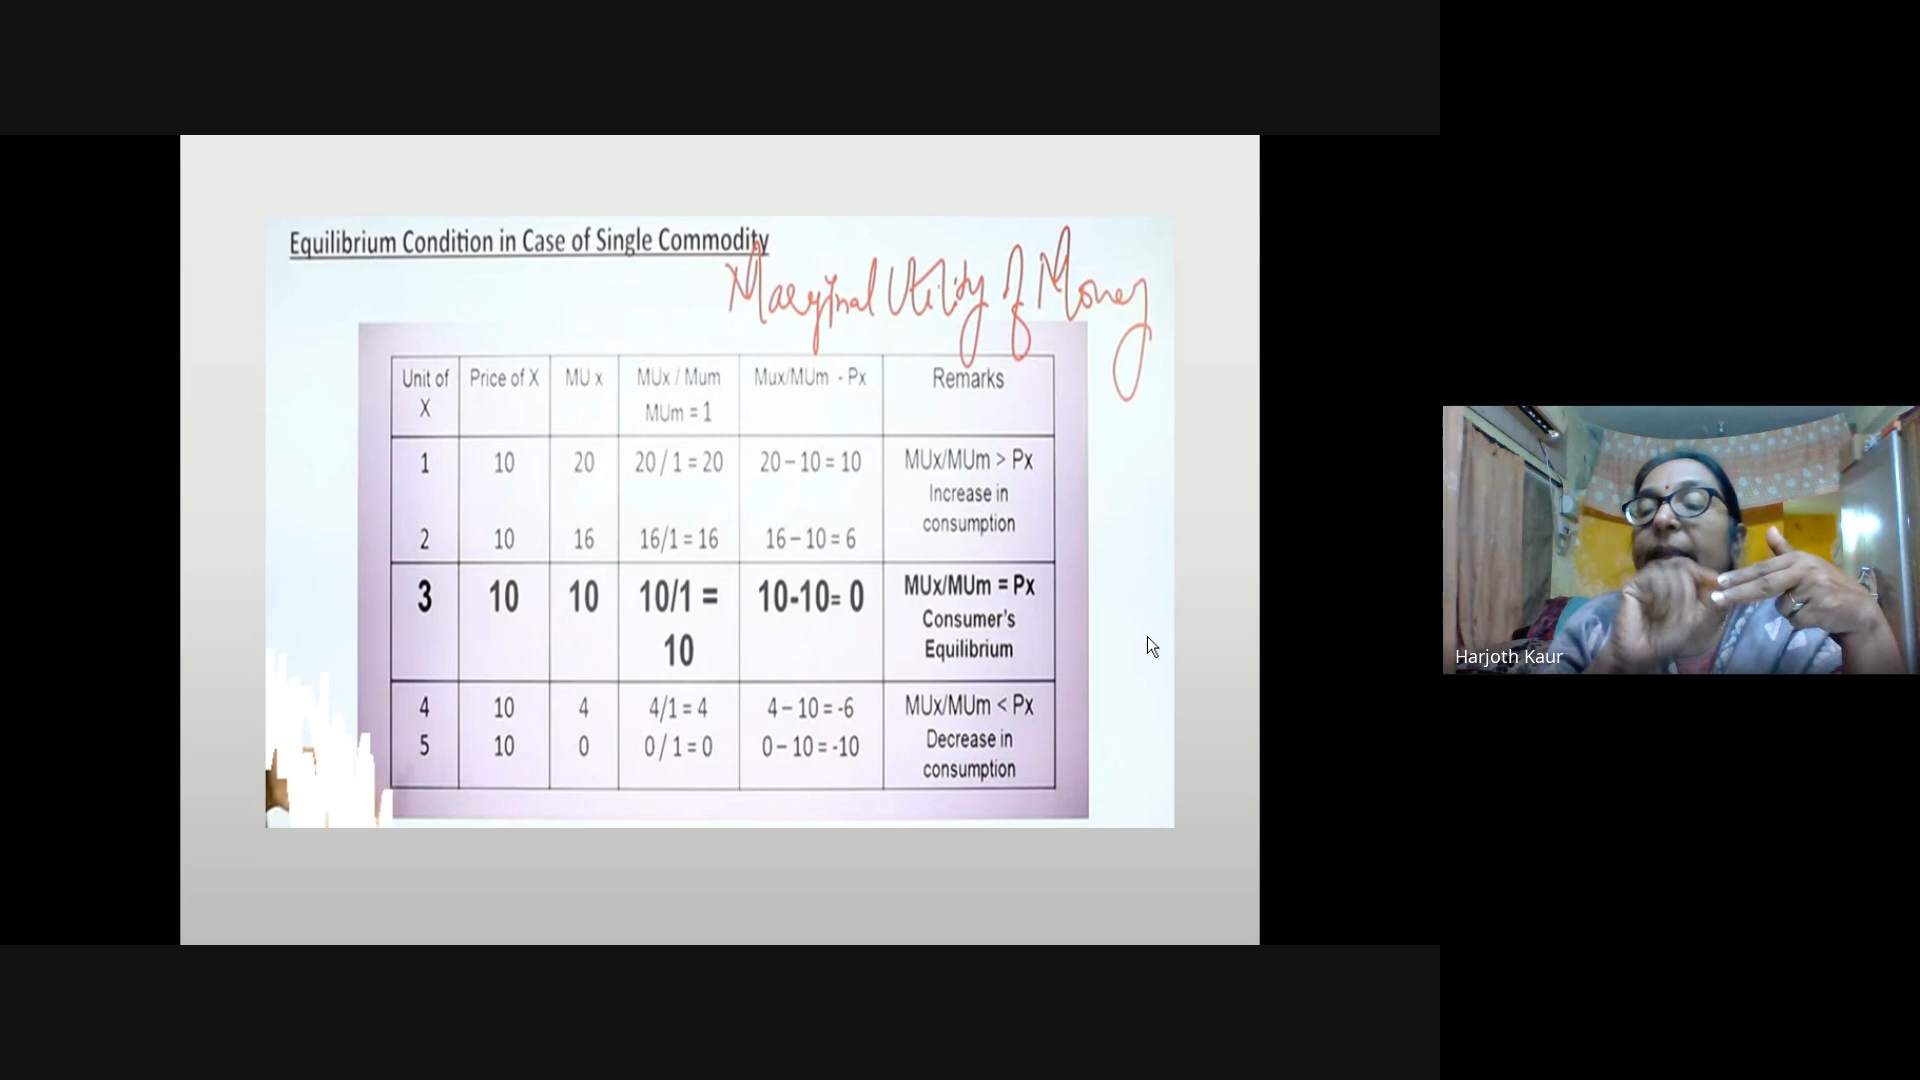 Equilibrium Condition in Case of Single Commodity
Marginal Utility of Money
Unit of X Price of X MU x MUx / Mum MUm = 1 Mux/MUm - Px Remarks
1 10 20 20 / 1 = 20 20 – 10 = 10 MUx/MUm > Px
Increase in
consumption
2 10 16 16/1 = 16 16 – 10 = 6
3 10 10 10/1 = 10 10-10= 0 MUx/MUm = Px
Consumer's
Equilibrium
4 10 4 4/1 = 4 4 – 10 = -6 MUx/MUm < Px
5 10 0 0 / 1 = 0 0 – 10 = -10 Decrease in
consumption
Harjoth Kaur